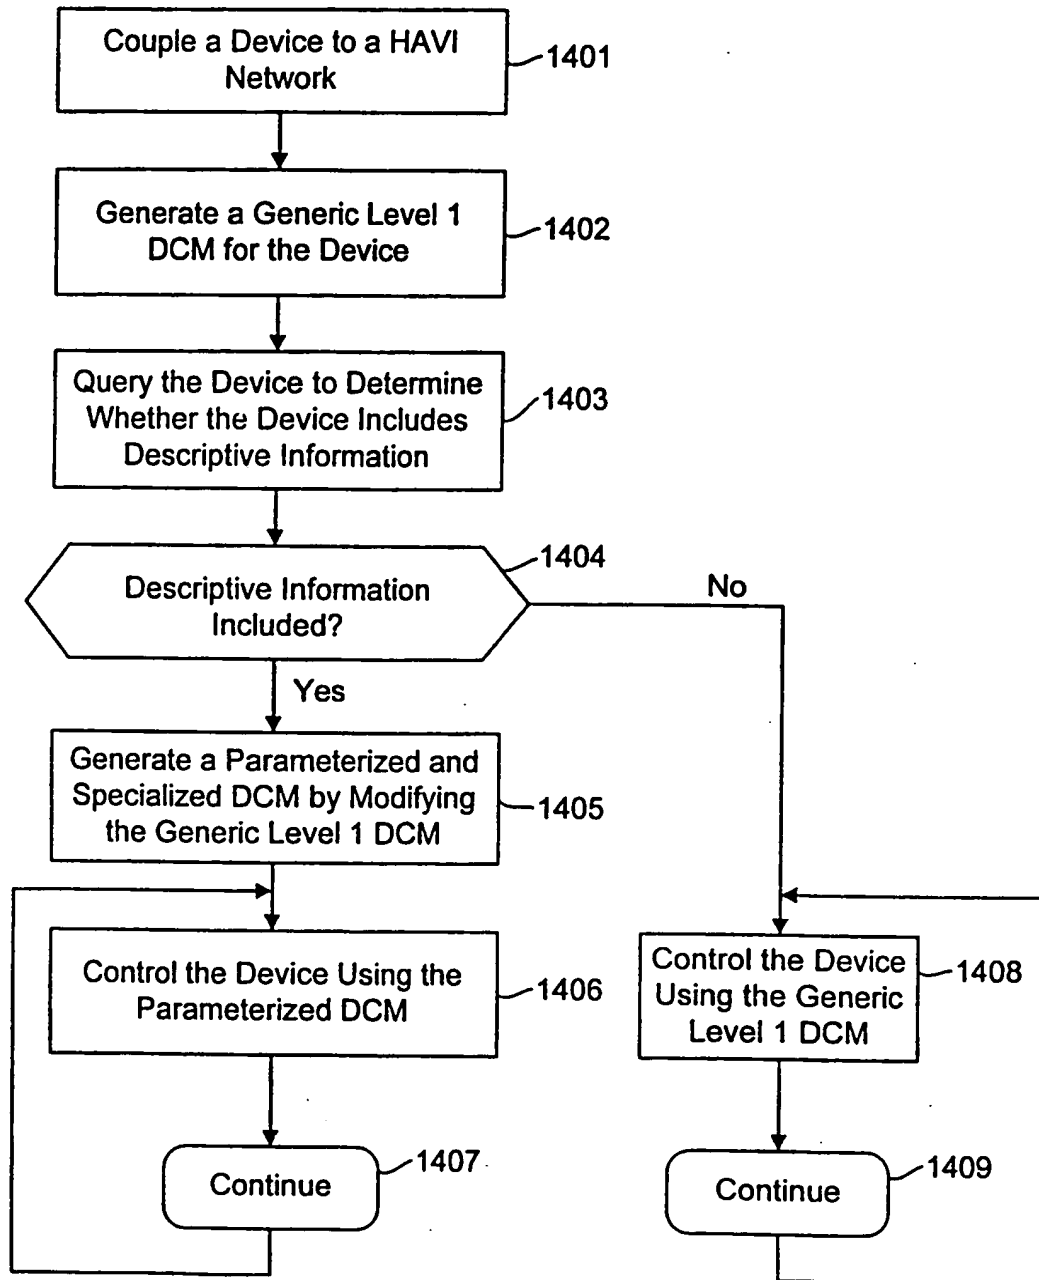 Couple a Device to a HAVI
Network
1401
Generate a Generic Level 1
DCM for the Device
1402
Query the Device to Determine
Whether the Device Includes
Descriptive Information
1403
Descriptive Information
Included?
1404
No
Yes
Generate a Parameterized and
Specialized DCM by Modifying
the Generic Level 1 DCM
1405
Control the Device Using the
Parameterized DCM
1406
Control the Device
Using the Generic
Level 1 DCM
1408
Continue
1407
Continue
1409